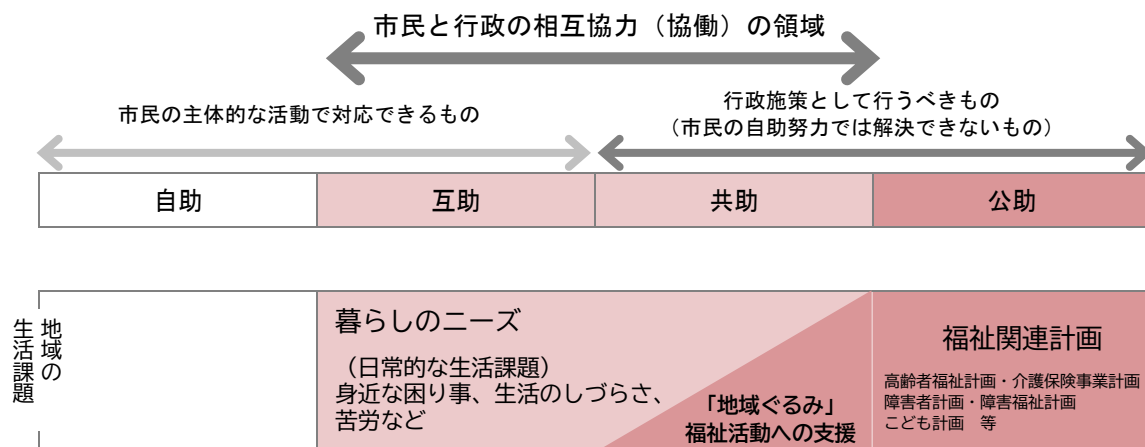 市民と行政の相互協力（協働）の領域
市民の主体的な活動で対応できるもの
行政施策として行うべきもの
（市民の自助努力では解決できないもの）
自助
互助
共助
公助
地域の
生活課題
暮らしのニーズ
（日常的な生活課題）
身近な困り事、生活のしづらさ、
苦労など
「地域ぐるみ」
福祉活動への支援
福祉関連計画
高齢者福祉計画・介護保険事業計画
障害者計画・障害福祉計画
こども計画　等